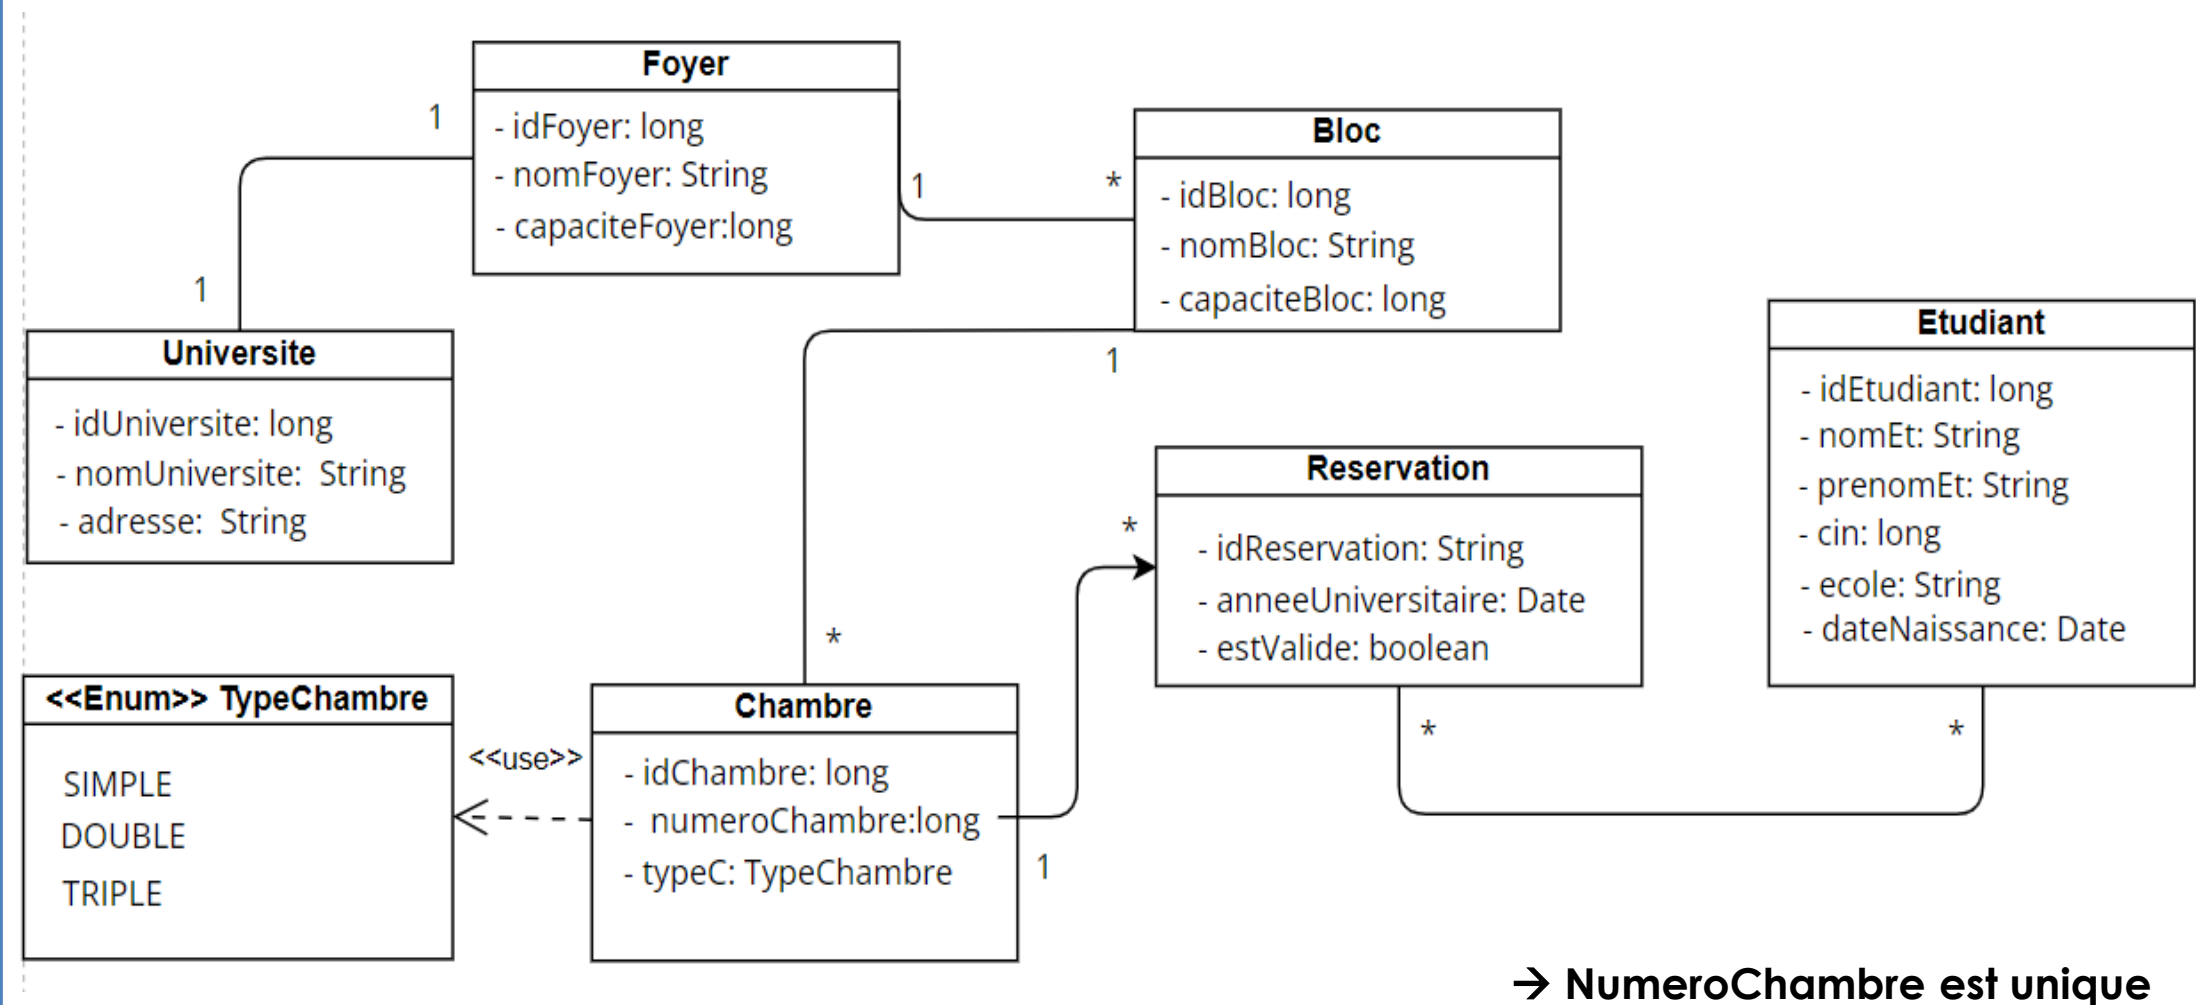 Foyer
- idFoyer: long
- nomFoyer: String
- capaciteFoyer:long
1
1
1
*
Bloc
- idBloc: long
- nomBloc: String
- capaciteBloc: long
1
*
Universite
- idUniversite: long
- nomUniversite:  String
- adresse:  String
Etudiant
- idEtudiant: long
- nomEt: String
- prenomEt: String
- cin: long
- ecole: String
- dateNaissance: Date
Reservation
- idReservation: String
- anneeUniversitaire: Date
- estValide: boolean
*
*
*
<<Enum>> TypeChambre
SIMPLE
DOUBLE
TRIPLE
<<use>>
Chambre
- idChambre: long
- numeroChambre:long
- typeC: TypeChambre
1
→ NumeroChambre est unique